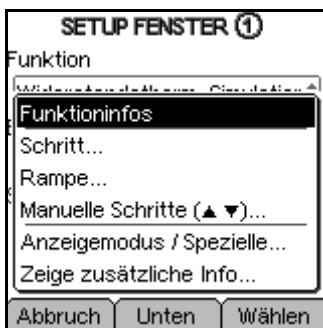 SETUP FENSTER ①
Funktion
Funktioninfos
Schritt...
Rampe...
Manuelle Schritte (▲ ▼)...
Anzeigemodus / Spezielle...
Zeige zusätzliche Info...
Abbruch Unten Wählen